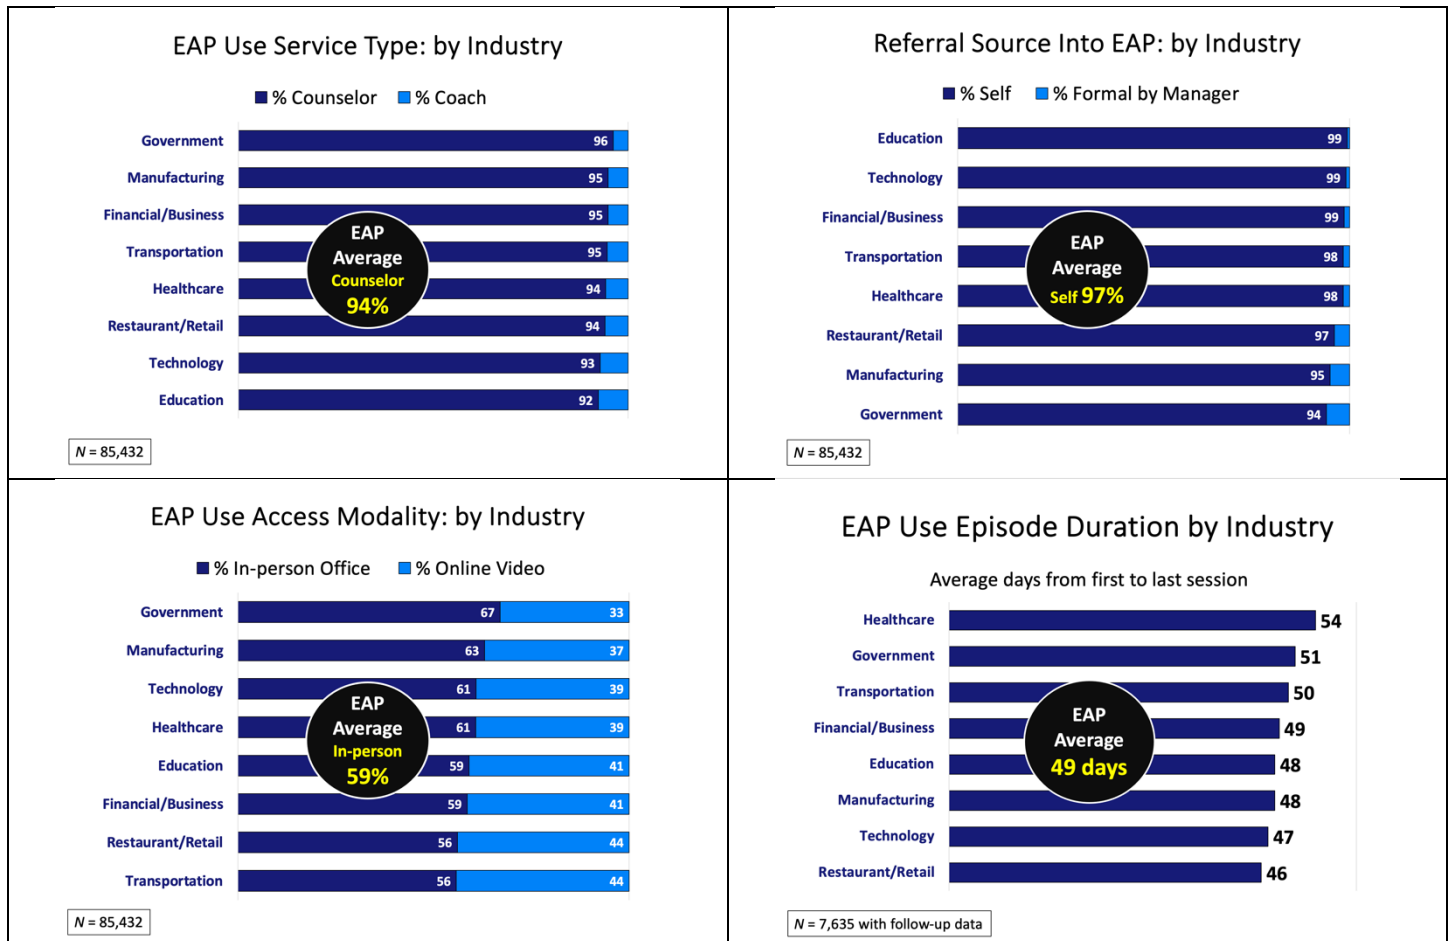 EAP Use Service Type: by Industry
% Counselor % Coach
Government 96
Manufacturing 95
Financial/Business 95
Transportation 95
Healthcare 94
Restaurant/Retail 94
Technology 93
Education 92
EAP
Average
Counselor
94%
N = 85,432
Referral Source Into EAP: by Industry
% Self % Formal by Manager
Education 99
Technology 99
Financial/Business 99
Transportation 98
Healthcare 98
Restaurant/Retail 97
Manufacturing 95
Government 94
EAP
Average
Self 97%
N = 85,432
EAP Use Access Modality: by Industry
% In-person Office % Online Video
Government 67 33
Manufacturing 63 37
Technology 61 39
Healthcare 61 39
Education 59 41
Financial/Business 59 41
Restaurant/Retail 56 44
Transportation 56 44
EAP
Average
In-person
59%
N = 85,432
EAP Use Episode Duration by Industry
Average days from first to last session
Healthcare 54
Government 51
Transportation 50
Financial/Business 49
Education 48
Manufacturing 48
Technology 47
Restaurant/Retail 46
EAP
Average
49 days
N = 7,635 with follow-up data